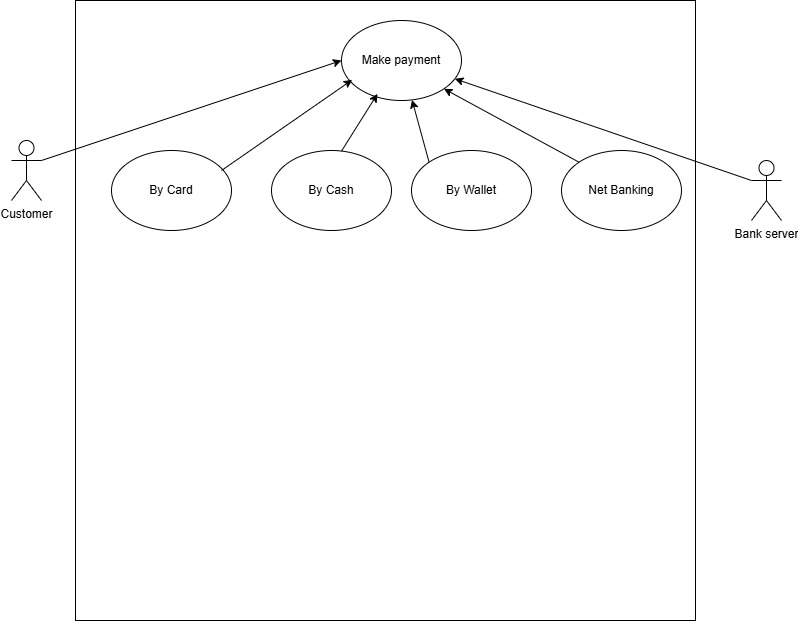 Make payment
By Card
By Cash
By Wallet
Net Banking
Customer
Bank server